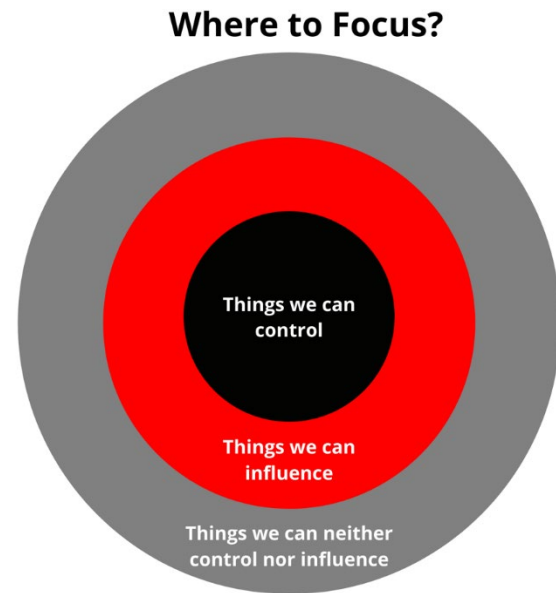 Where to Focus?
Things we can
control
Things we can
influence
Things we can neither
control nor influence